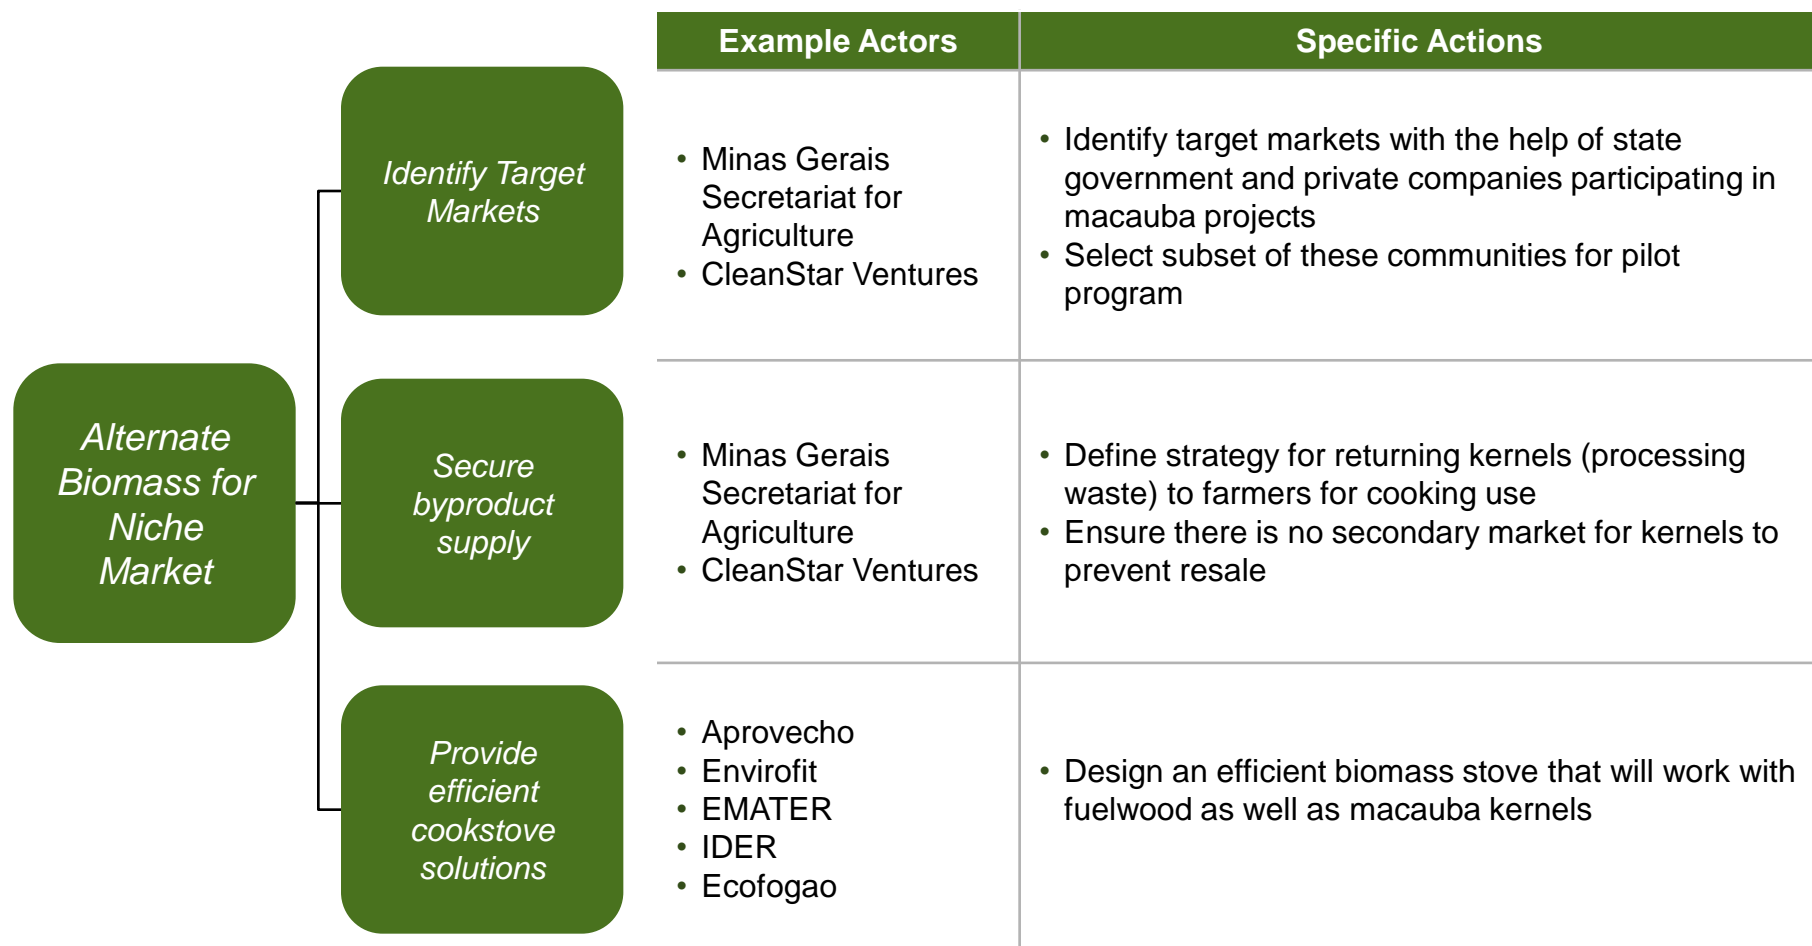 Example Actors
Specific Actions
Alternate
Biomass for
Niche
Market
Identify Target
Markets
• Minas Gerais
Secretariat for
Agriculture
• CleanStar Ventures
• Identify target markets with the help of state
government and private companies participating in
macauba projects
• Select subset of these communities for pilot
program
Secure
byproduct
supply
• Minas Gerais
Secretariat for
Agriculture
• CleanStar Ventures
• Define strategy for returning kernels (processing
waste) to farmers for cooking use
• Ensure there is no secondary market for kernels to
prevent resale
Provide
efficient
cookstove
solutions
• Aprovecho
• Envirofit
• EMATER
• IDER
• Ecofogao
• Design an efficient biomass stove that will work with
fuelwood as well as macauba kernels